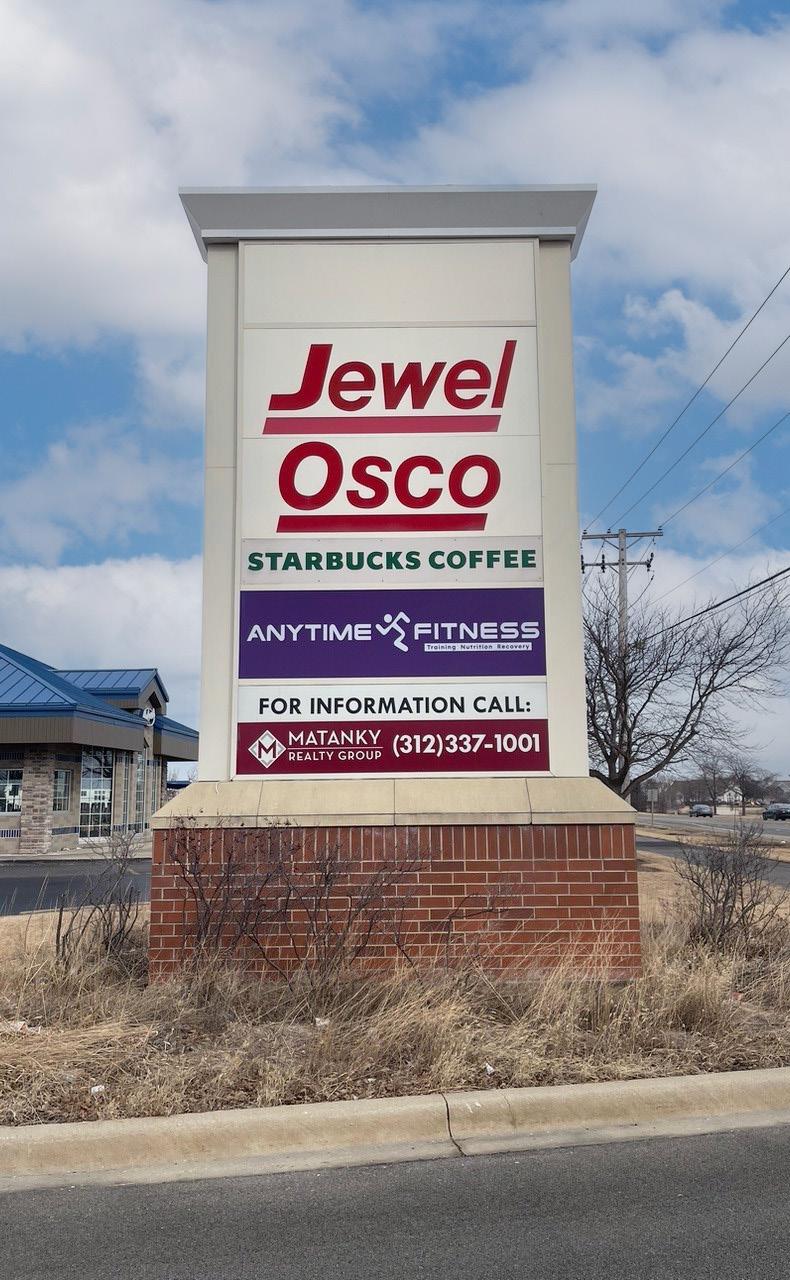 Jewel
Osco
STARBUCKS COFFEE
ANYTIME FITNESS
Training Nutrition Recovery
FOR INFORMATION CALL:
M MATANKY
REALTY GROUP
(312)337-1001